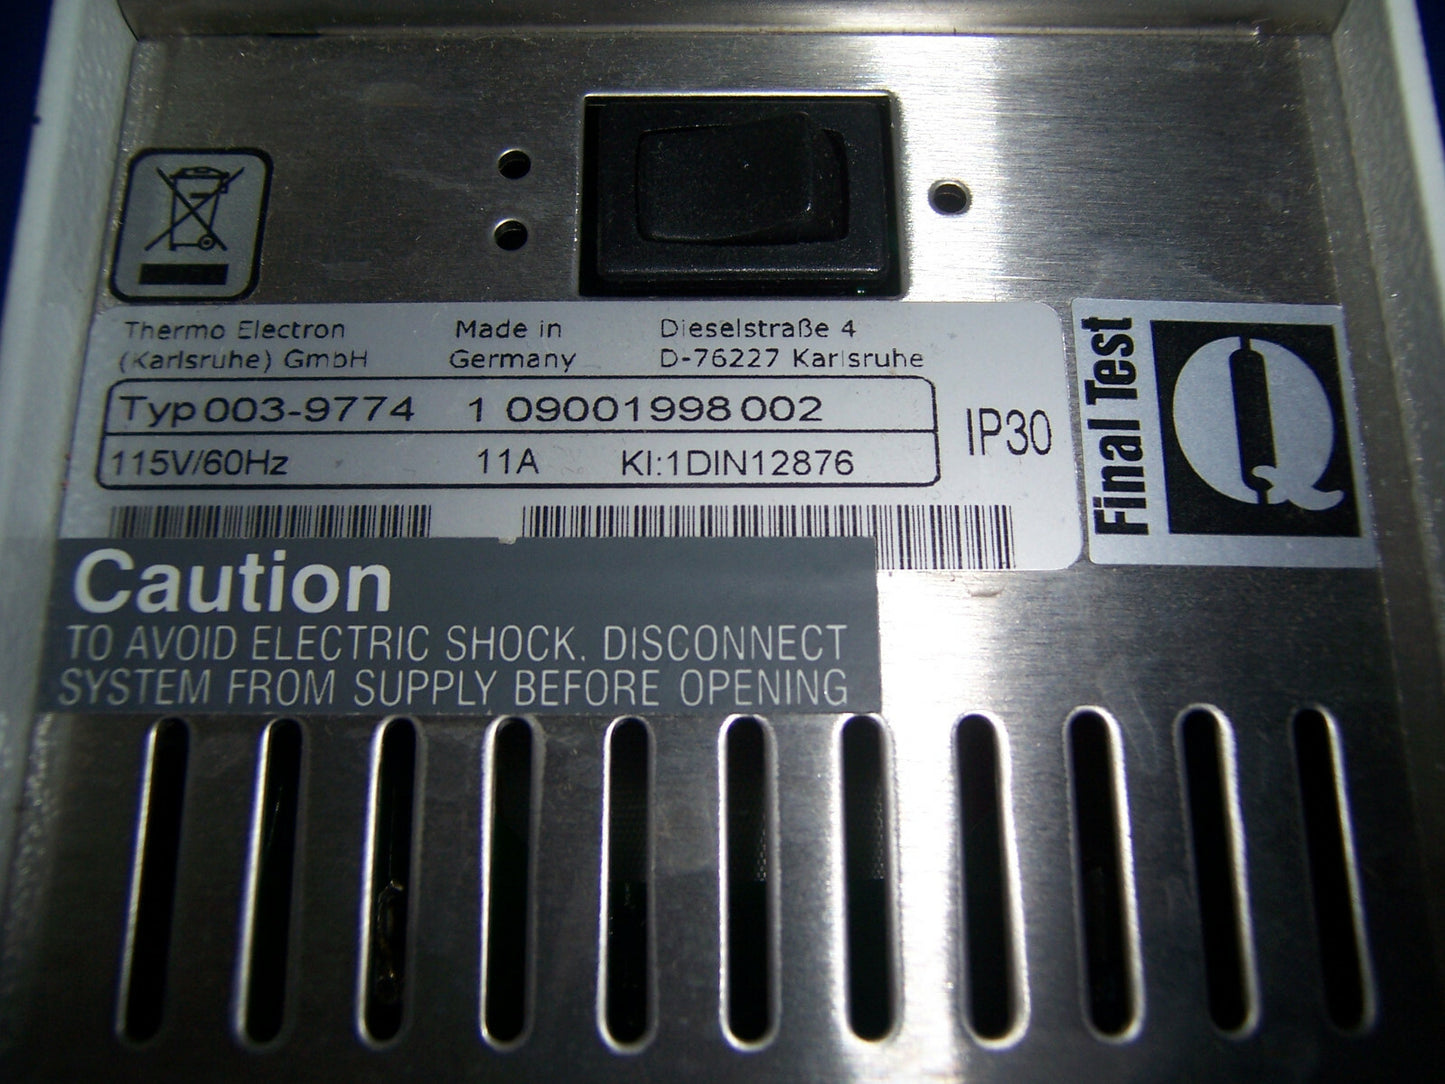 Thermo Electron Made in Dieselstraße 4
(Karlsruhe) GmbH Germany D-76227 Karlsruhe
Typ 003-9774 1 09001998 002
115V/60Hz 11A KI:1DIN12876
IP30
Final Test
Q
Caution
TO AVOID ELECTRIC SHOCK. DISCONNECT
SYSTEM FROM SUPPLY BEFORE OPENING